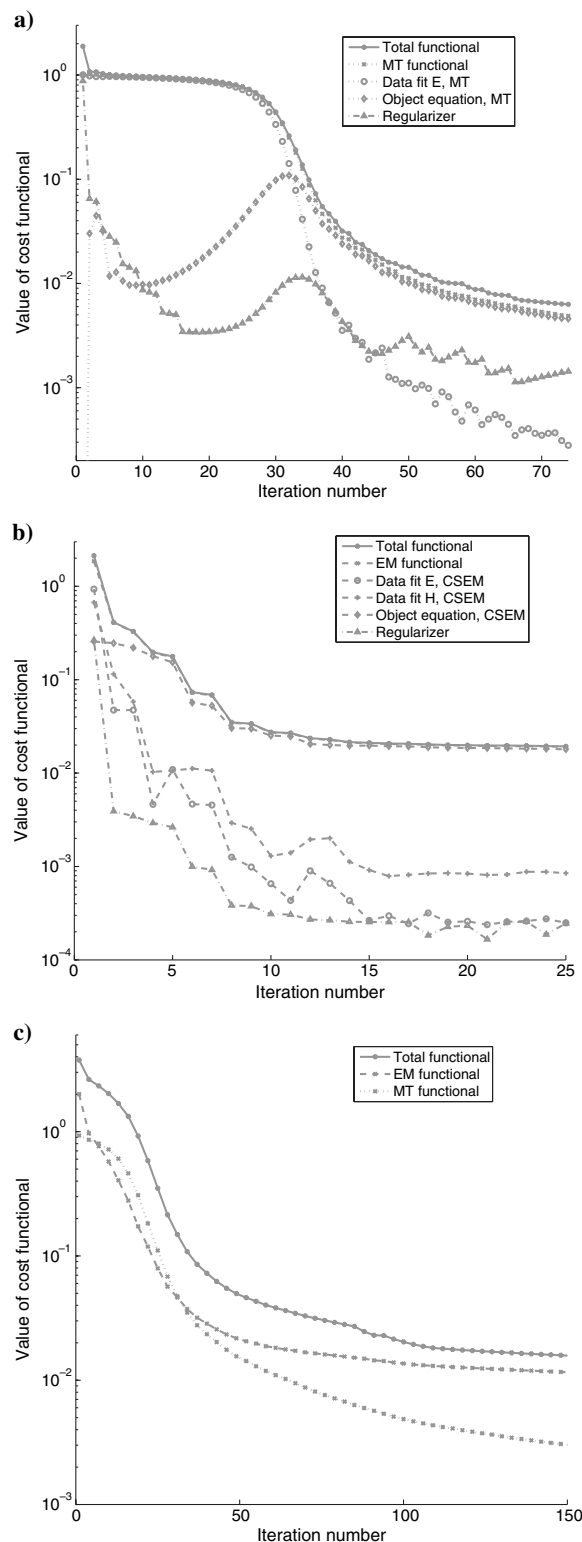 a)
Total functional
MT functional
Data fit E, MT
Object equation, MT
Regularizer
Value of cost functional
10^0
10^-1
10^-2
10^-3
0 10 20 30 40 50 60 70
Iteration number
b)
Total functional
EM functional
Data fit E, CSEM
Data fit H, CSEM
Object equation, CSEM
Regularizer
Value of cost functional
10^0
10^-1
10^-2
10^-3
10^-4
0 5 10 15 20 25
Iteration number
c)
Total functional
EM functional
MT functional
Value of cost functional
10^0
10^-1
10^-2
10^-3
0 50 100 150
Iteration number